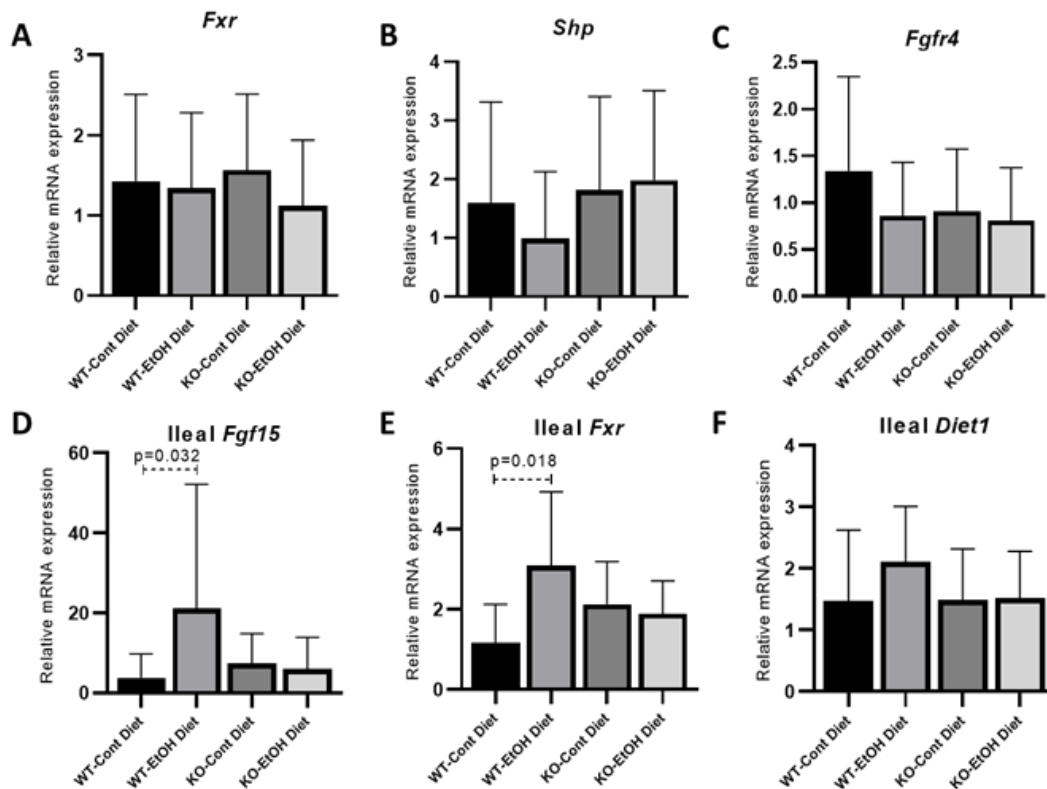 A
Fxr
Relative mRNA expression
3
2
1
0
WT-Cont Diet
WT-EtOH Diet
KO-Cont Diet
KO-EtOH Diet
B
Shp
Relative mRNA expression
4
3
2
1
0
WT-Cont Diet
WT-EtOH Diet
KO-Cont Diet
KO-EtOH Diet
C
Fgfr4
Relative mRNA expression
2.5
2.0
1.5
1.0
0.5
0.0
WT-Cont Diet
WT-EtOH Diet
KO-Cont Diet
KO-EtOH Diet
D
Ileal Fgf15
p=0.032
Relative mRNA expression
60
40
20
0
WT-Cont Diet
WT-EtOH Diet
KO-Cont Diet
KO-EtOH Diet
E
Ileal Fxr
p=0.018
Relative mRNA expression
6
4
2
0
WT-Cont Diet
WT-EtOH Diet
KO-Cont Diet
KO-EtOH Diet
F
Ileal Diet1
Relative mRNA expression
4
3
2
1
0
WT-Cont Diet
WT-EtOH Diet
KO-Cont Diet
KO-EtOH Diet